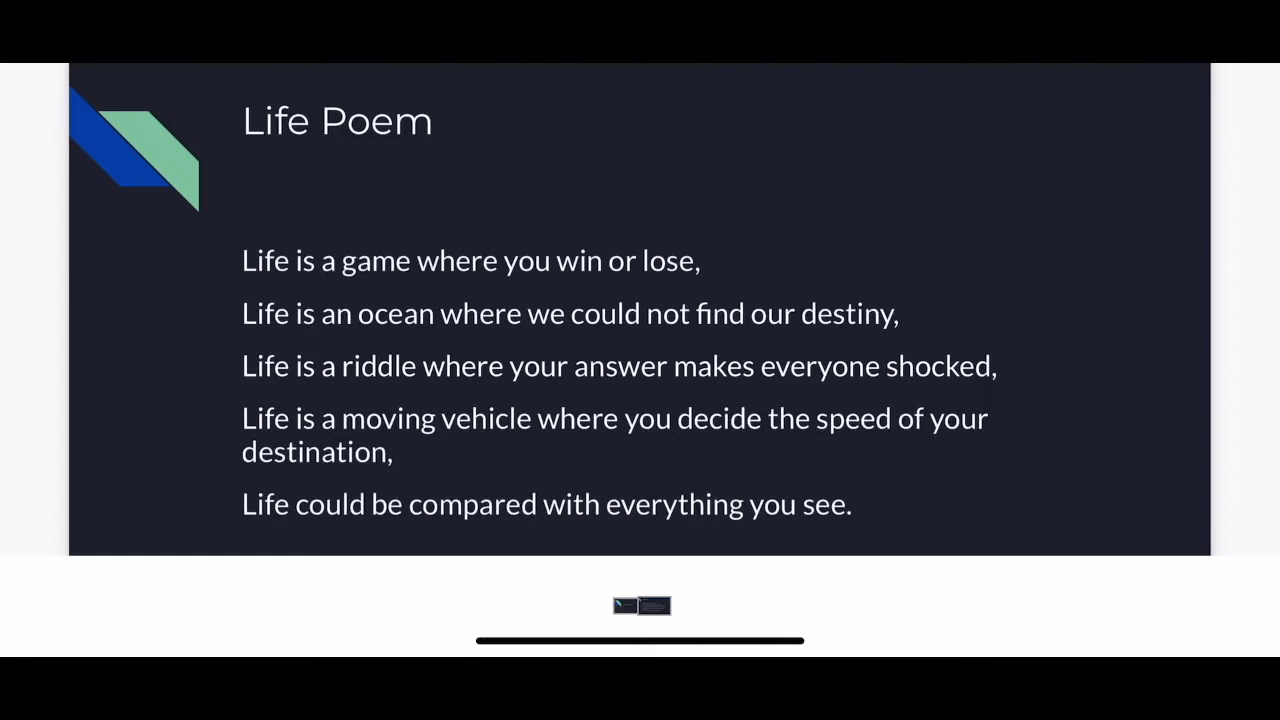 Life Poem
Life is a game where you win or lose,
Life is an ocean where we could not find our destiny,
Life is a riddle where your answer makes everyone shocked,
Life is a moving vehicle where you decide the speed of your
destination,
Life could be compared with everything you see.